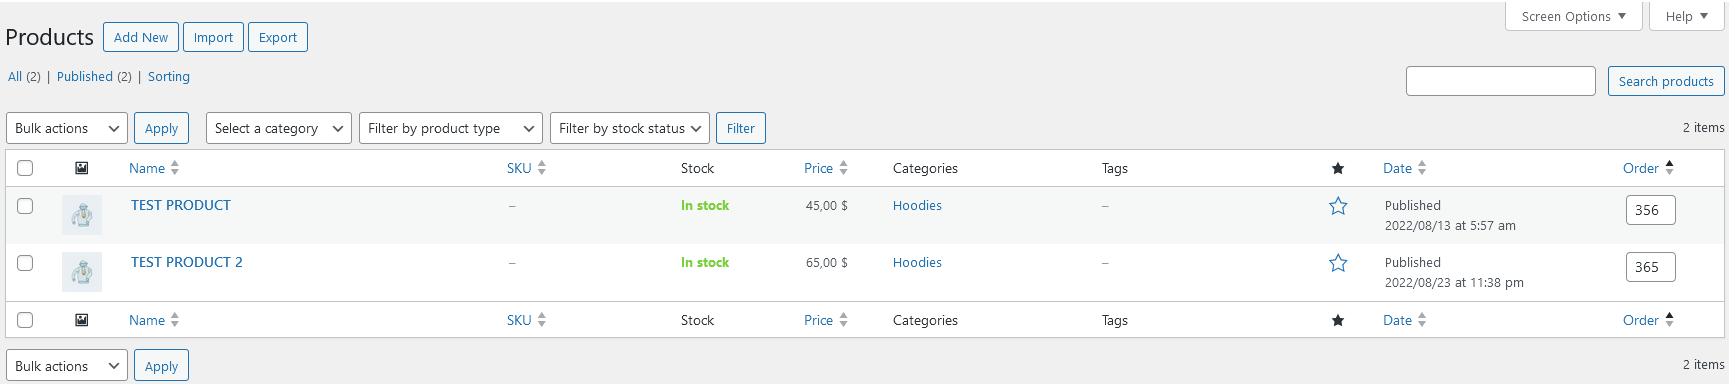 Screen Options Help
Products Add New Import Export
All (2) | Published (2) | Sorting
Search products
Bulk actions Apply Select a category Filter by product type Filter by stock status Filter 2 items
Name SKU Stock Price Categories Tags Date Order
TEST PRODUCT – In stock 45,00 $ Hoodies – Published 356
2022/08/13 at 5:57 am
TEST PRODUCT 2 – In stock 65,00 $ Hoodies – Published 365
2022/08/23 at 11:38 pm
Name SKU Stock Price Categories Tags Date Order
Bulk actions Apply 2 items